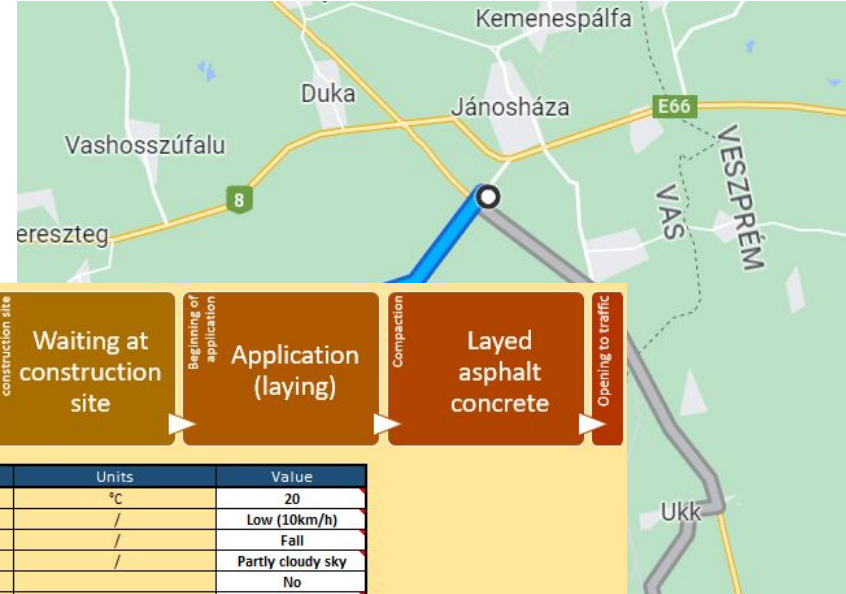 Kemenespálfa
Duka
Jánosháza
E66
Vashosszúfalu
VESZPRÉM
VAS
8
ereszteg
construction site
Waiting at
construction
site
Beginning of
application
Application
(laying)
Compaction
Layed
asphalt
concrete
Opening to traffic
Units Value
°C 20
/ Low (10km/h)
/ Fall
/ Partly cloudy sky
No
Ukk